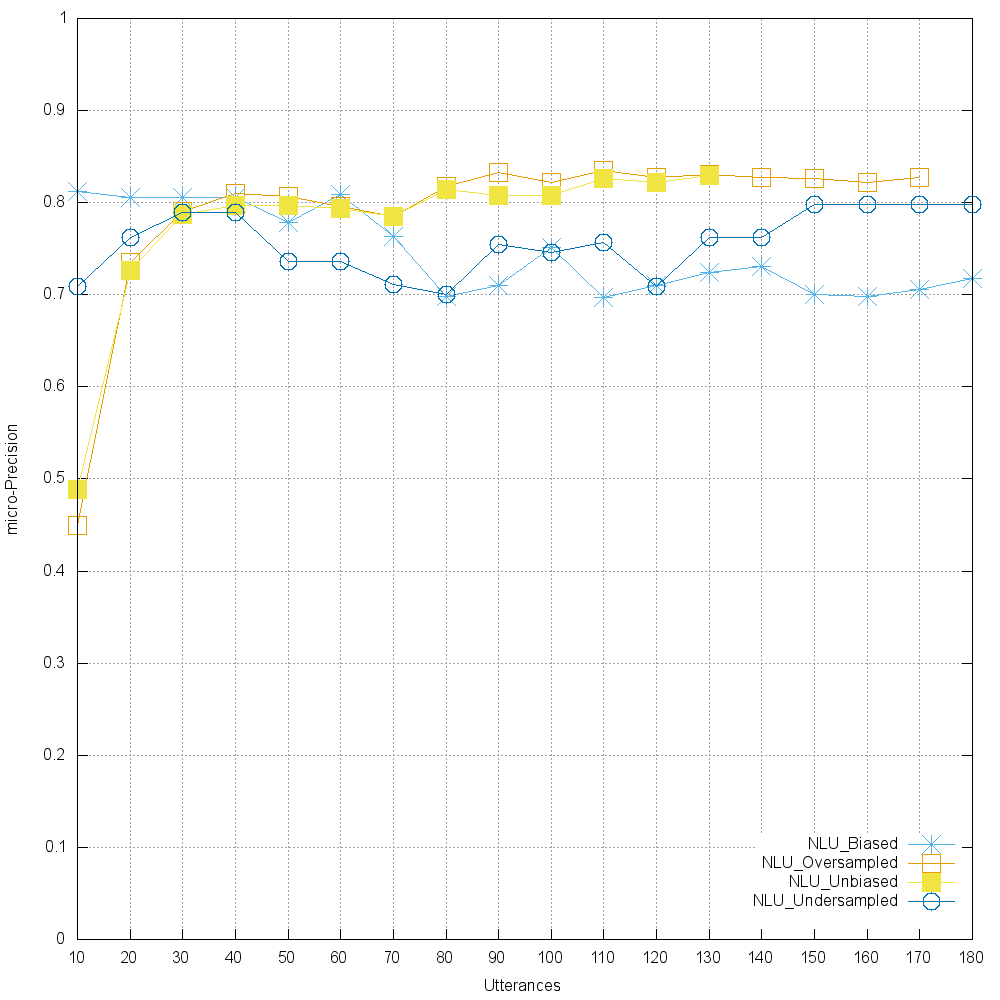 1
0.9
0.8
0.7
0.6
0.5
0.4
0.3
0.2
0.1
0
micro-Precision
NLU_Biased
NLU_Oversampled
NLU_Unbiased
NLU_Undersampled
10 20 30 40 50 60 70 80 90 100 110 120 130 140 150 160 170 180
Utterances